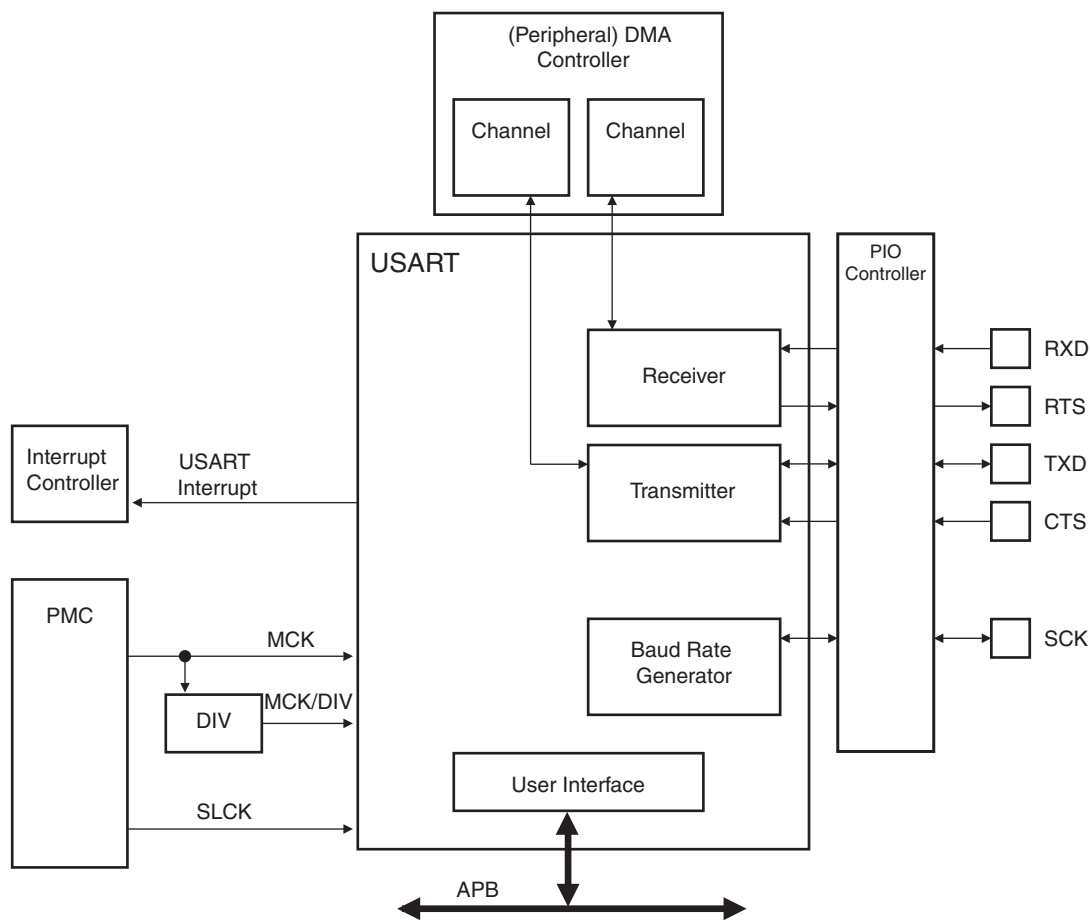 (Peripheral) DMA
Controller
Channel
Channel
USART
PIO
Controller
Receiver
RXD
RTS
Interrupt
Controller
USART
Interrupt
Transmitter
TXD
CTS
PMC
MCK
DIV
MCK/DIV
SLCK
Baud Rate
Generator
SCK
User Interface
APB